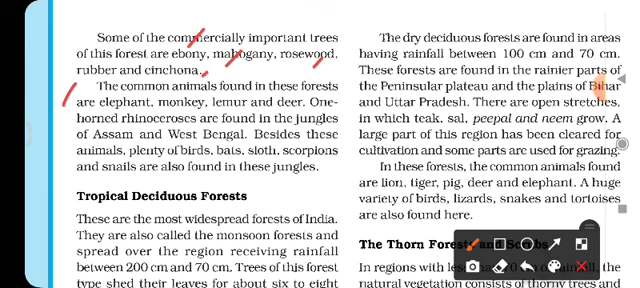 Some of the commercially important trees
of this forest are ebony, mahogany, rosewood,
rubber and cinchona.
The common animals found in these forests
are elephant, monkey, lemur and deer. One-
horned rhinoceroses are found in the jungles
of Assam and West Bengal. Besides these
animals, plenty of birds, bats, sloth, scorpions
and snails are also found in these jungles.
Tropical Deciduous Forests
These are the most widespread forests of India.
They are also called the monsoon forests and
spread over the region receiving rainfall
between 200 cm and 70 cm. Trees of this forest
type shed their leaves for about six to eight
The dry deciduous forests are found in areas
having rainfall between 100 cm and 70 cm.
These forests are found in the rainier parts of
the Peninsular plateau and the plains of Bihar
and Uttar Pradesh. There are open stretches,
in which teak, sal, peepal and neem grow. A
large part of this region has been cleared for
cultivation and some parts are used for grazing.
In these forests, the common animals found
are lion, tiger, pig, deer and elephant. A huge
variety of birds, lizards, snakes and tortoises
are also found here.
The Thorn Forests and Scrubs
In regions with less than 70 cm of rainfall, the
natural vegetation consists of thorny trees and